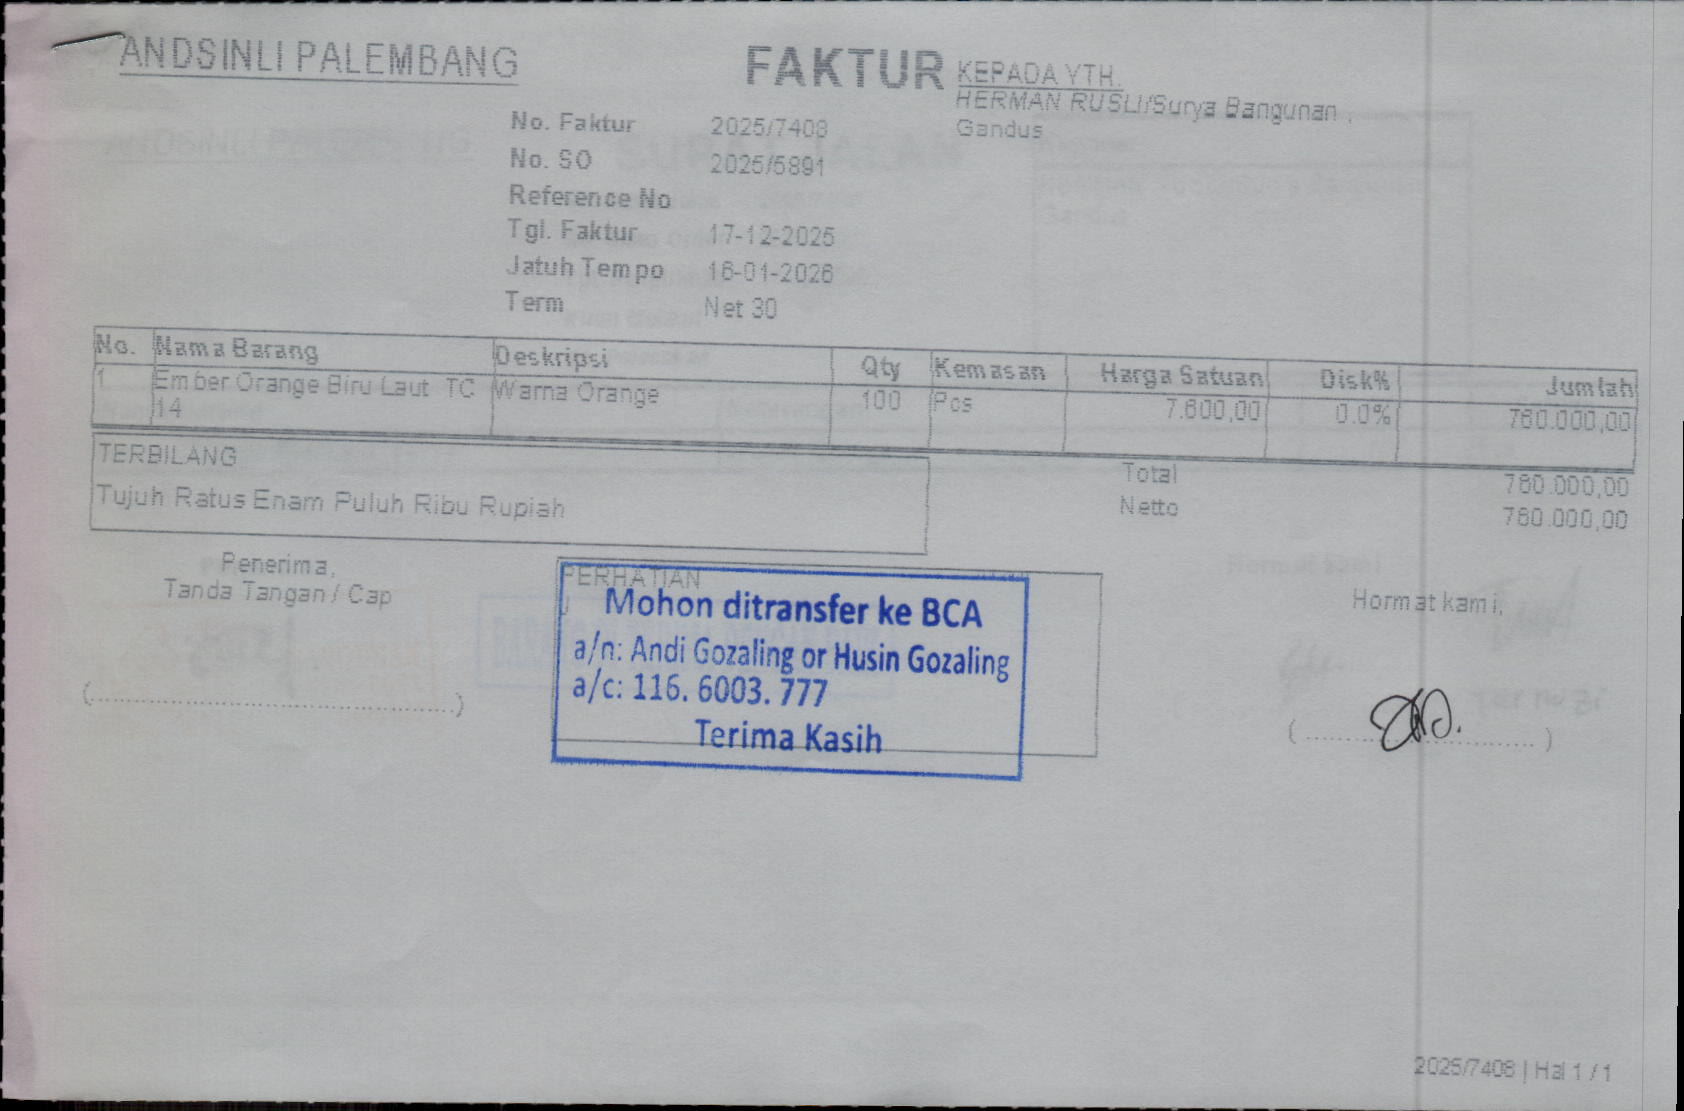 ANDSINLI PALEMBANG
FAKTUR
KEPADA YTH.
HERMAN RUSLI/Surya Bangunan ,
Gandus
No. Faktur 2025/7408
No. SO 2025/5891
Reference No
Tgl. Faktur 17-12-2025
Jatuh Tempo 16-01-2026
Term Net 30
No. Nama Barang Deskripsi Qty Kemasan Harga Satuan Disk% Jumlah
1 Ember Orange Biru Laut TC Warna Orange 100 Pcs 7.600,00 0.0% 760.000,00
14
TERBILANG
Tujuh Ratus Enam Puluh Ribu Rupiah
Total 760.000,00
Netto 760.000,00
Penerima,
Tanda Tangan / Cap
PERHATIAN
Mohon ditransfer ke BCA
a/n: Andi Gozaling or Husin Gozaling
a/c: 116. 6003. 777
Terima Kasih
Hormat kami,
2025/7408 | Hal 1 / 1